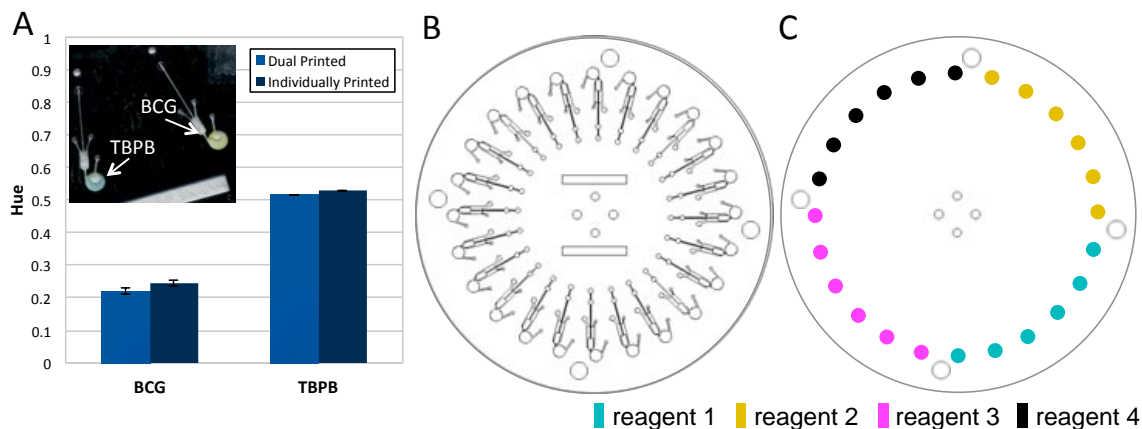 A
B
C
1
0.9
0.8
0.7
0.6
0.5
0.4
0.3
0.2
0.1
0
Hue
Dual Printed
Individually Printed
BCG
TBPB
BCG
TBPB
reagent 1
reagent 2
reagent 3
reagent 4